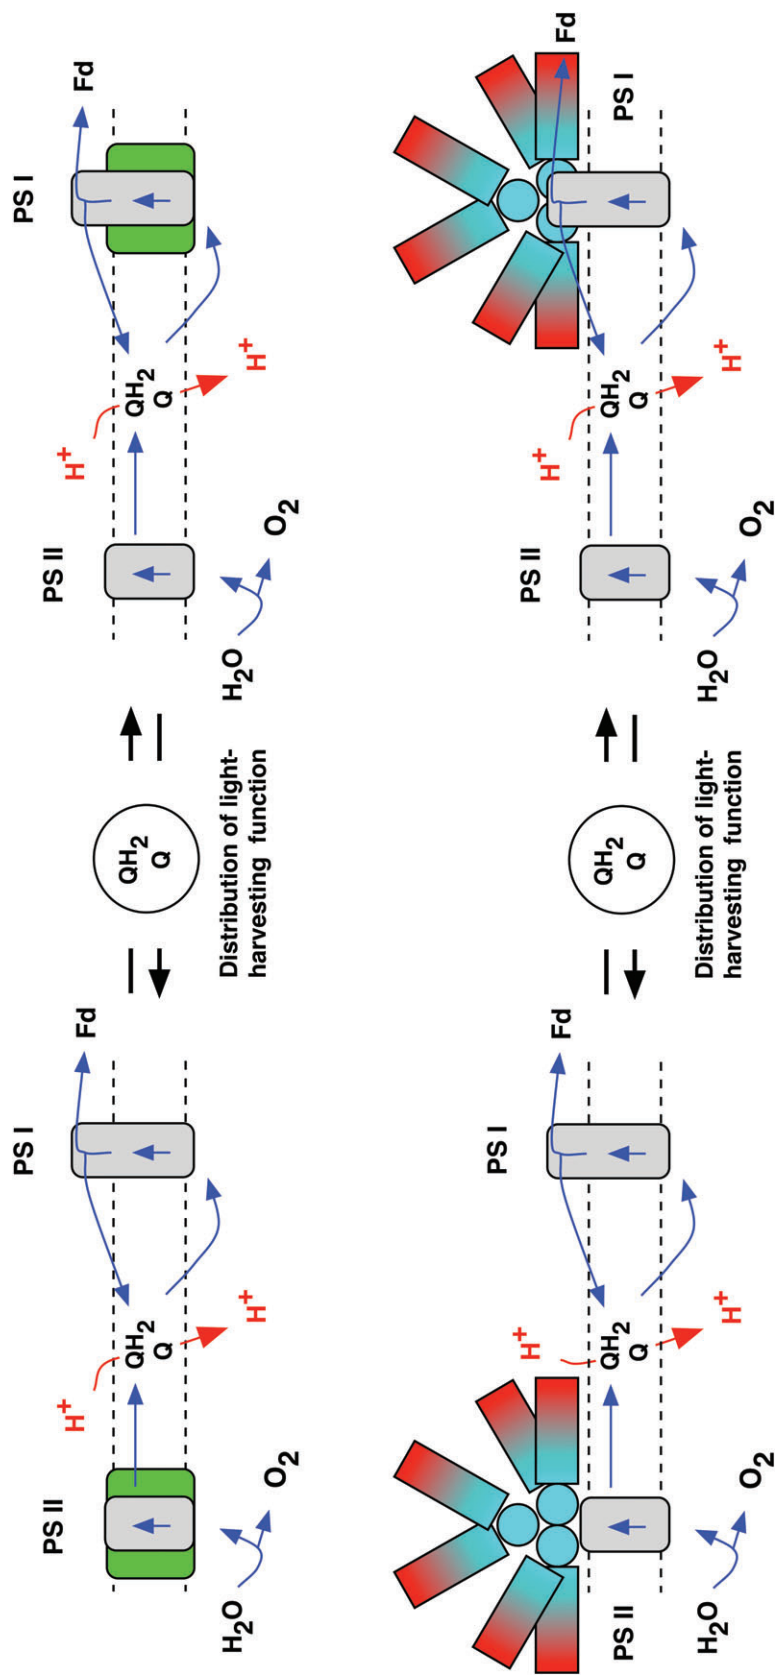 PS II
PS I
Fd
H+
QH2
Q
H+
H2O
O2
QH2
Q
Distribution of light-
harvesting function
PS II
PS I
Fd
H+
QH2
Q
H+
H2O
O2
PS II
PS I
Fd
H+
QH2
Q
H+
H2O
O2
QH2
Q
Distribution of light-
harvesting function
PS II
PS I
Fd
H+
QH2
Q
H+
H2O
O2